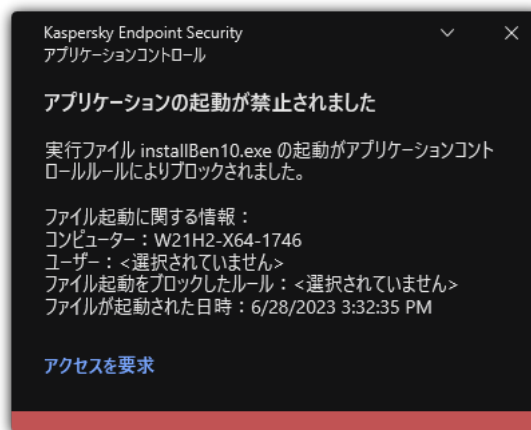 Kaspersky Endpoint Security
アプリケーションコントロール
アプリケーションの起動が禁止されました
実行ファイル installBen10.exe の起動がアプリケーションコント
ロールルールによりブロックされました。
ファイル起動に関する情報：
コンピューター：W21H2-X64-1746
ユーザー：<選択されていません>
ファイル起動をブロックしたルール：<選択されていません>
ファイルが起動された日時：6/28/2023 3:32:35 PM
アクセスを要求